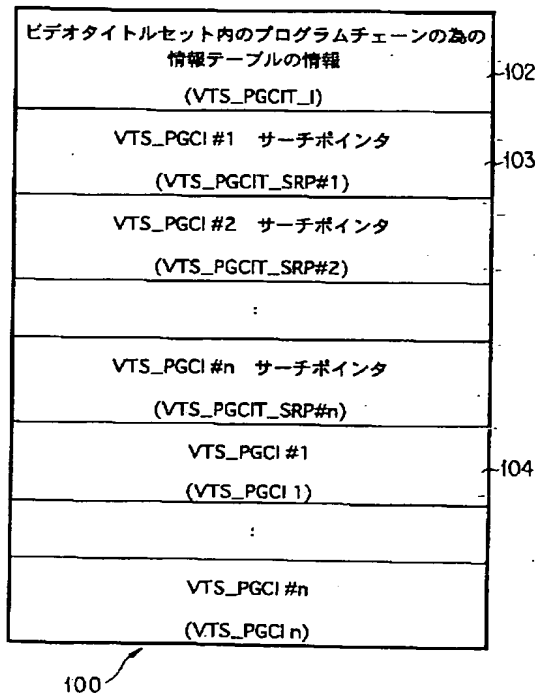 ビデオタイトルセット内のプログラムチェーンの為の
情報テーブルの情報
(VTS_PGCIT_I)
102
VTS_PGCI #1 サーチポインタ
(VTS_PGCIT_SRP#1)
103
VTS_PGCI #2 サーチポインタ
(VTS_PGCIT_SRP#2)
:
VTS_PGCI #n サーチポインタ
(VTS_PGCIT_SRP#n)
VTS_PGCI #1
(VTS_PGCI 1)
104
:
VTS_PGCI #n
(VTS_PGCI n)
100